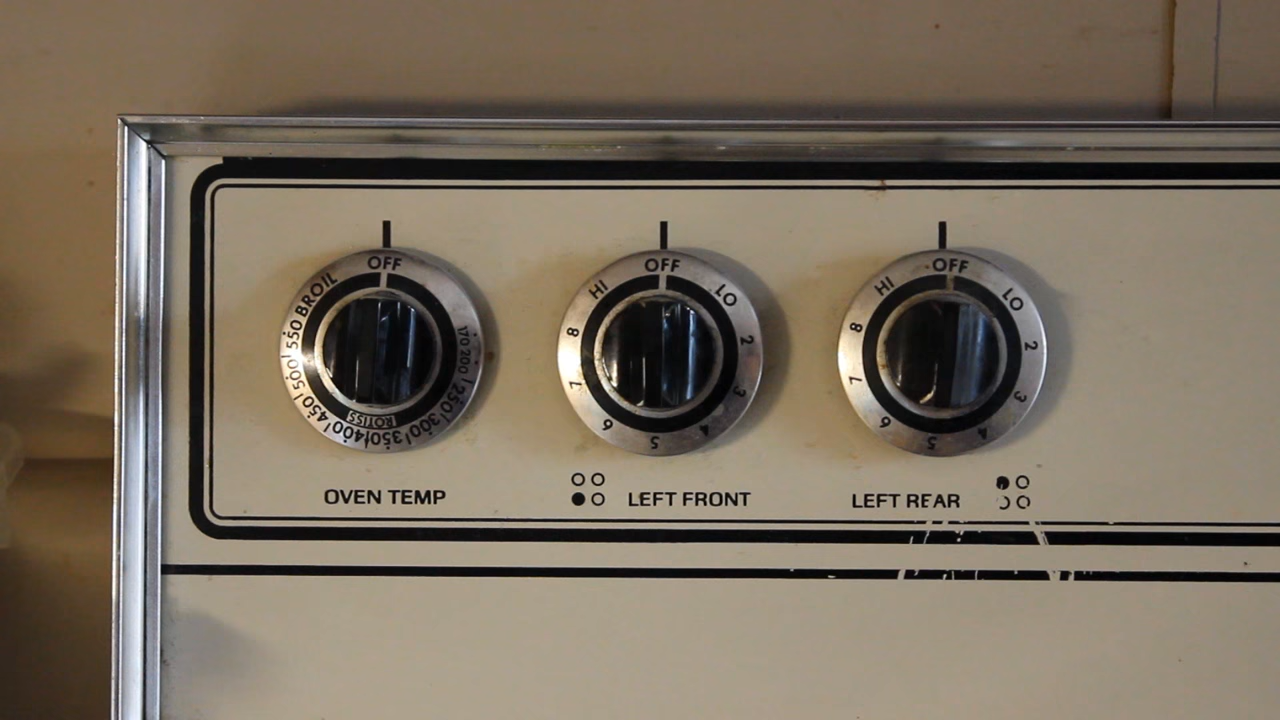 OFF
BROIL
550
500
450
400
350
300
250
200
170
ROTISS
OVEN TEMP
OFF
LO
2
3
4
5
6
7
8
HI
LEFT FRONT
OFF
LO
2
3
4
5
6
7
8
HI
LEFT REAR